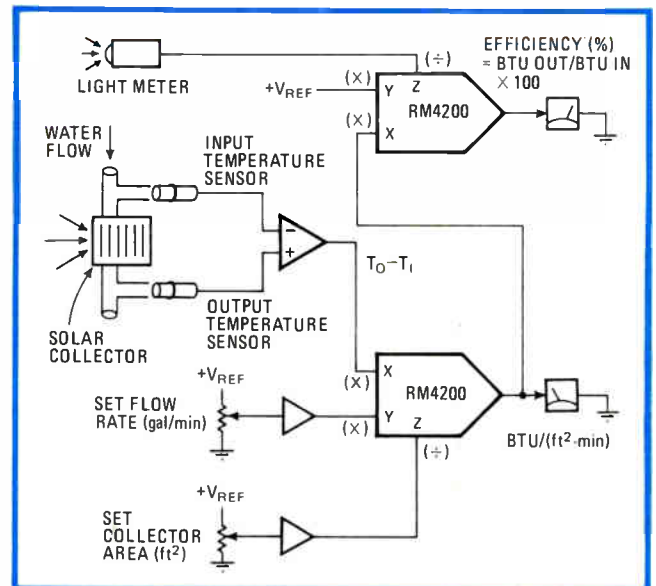 EFFICIENCY (%)
= BTU OUT/BTU IN
× 100
LIGHT METER
(÷)
(X)
+VREF
Y
Z
RM4200
(X)
X
WATER
FLOW
INPUT
TEMPERATURE
SENSOR
−
+
TO−TI
OUTPUT
TEMPERATURE
SENSOR
SOLAR
COLLECTOR
X
RM4200
(X)
+VREF
SET FLOW
RATE (gal/min)
Y
Z
(X)
(÷)
BTU/(ft²-min)
+VREF
SET
COLLECTOR
AREA (ft²)